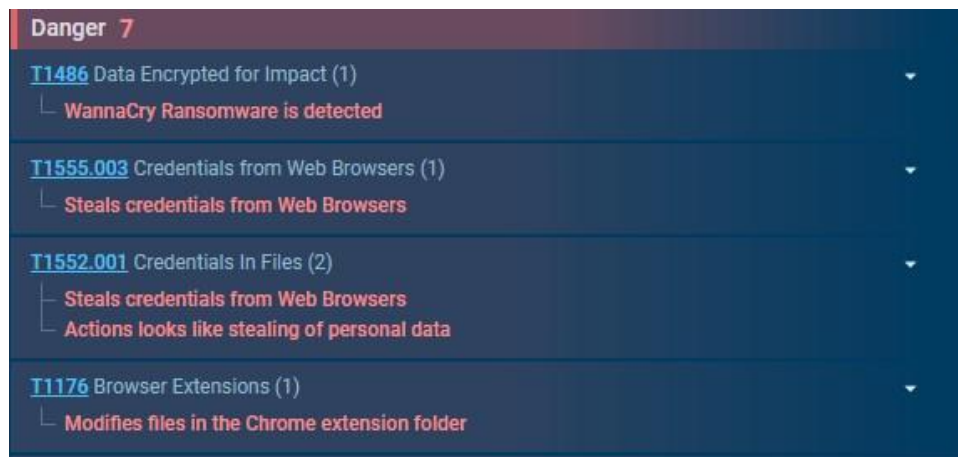 Danger 7
T1486 Data Encrypted for Impact (1)
WannaCry Ransomware is detected
T1555.003 Credentials from Web Browsers (1)
Steals credentials from Web Browsers
T1552.001 Credentials In Files (2)
Steals credentials from Web Browsers
Actions looks like stealing of personal data
T1176 Browser Extensions (1)
Modifies files in the Chrome extension folder